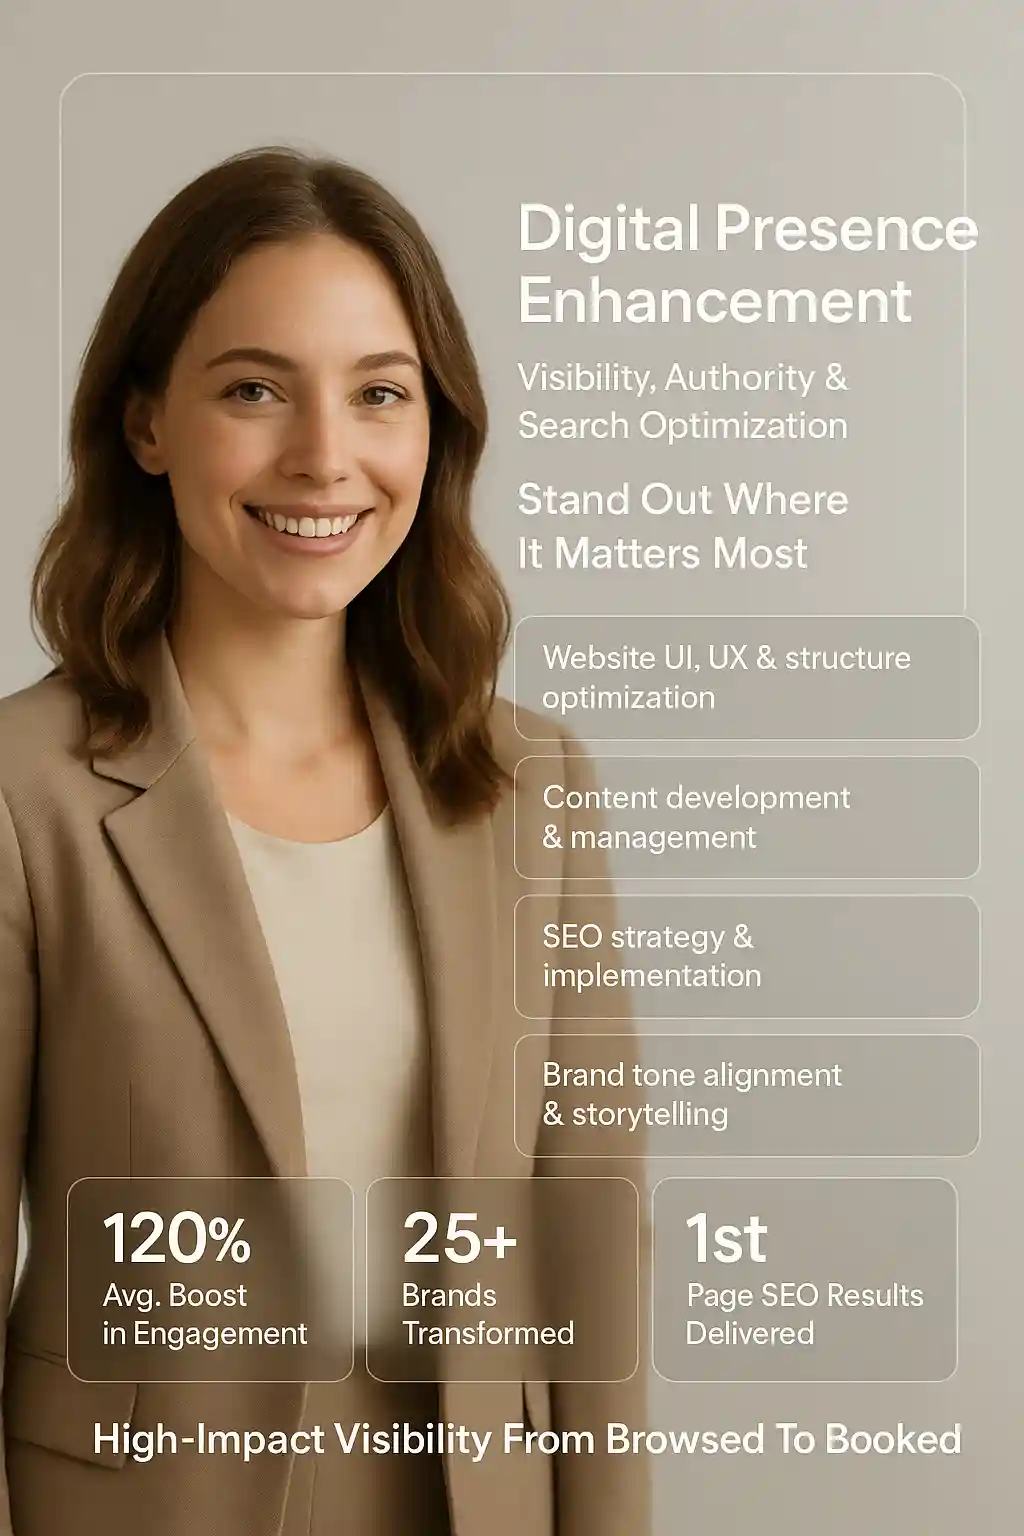 Digital Presence
Enhancement
Visibility, Authority &
Search Optimization
Stand Out Where
It Matters Most
Website UI, UX & structure
optimization
Content development
& management
SEO strategy &
implementation
Brand tone alignment
& storytelling
120%
Avg. Boost
in Engagement
25+
Brands
Transformed
1st
Page SEO Results
Delivered
High-Impact Visibility From Browsed To Booked